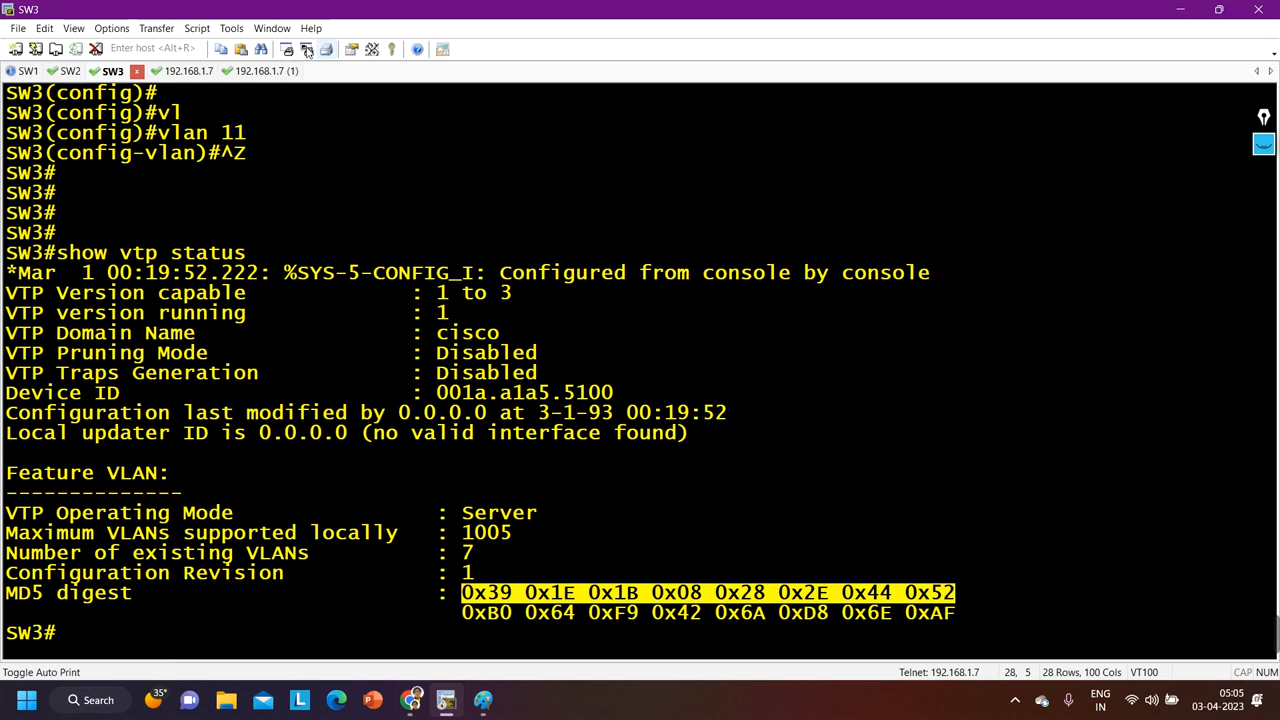 SW3
File Edit View Options Transfer Script Tools Window Help
Enter host <Alt+R>
SW1 SW2 SW3 x 192.168.1.7 192.168.1.7 (1)
SW3(config)#
SW3(config)#vl
SW3(config)#vlan 11
SW3(config-vlan)#^Z
SW3#
SW3#
SW3#
SW3#
SW3#show vtp status
*Mar  1 00:19:52.222: %SYS-5-CONFIG_I: Configured from console by console
VTP Version capable : 1 to 3
VTP version running : 1
VTP Domain Name : cisco
VTP Pruning Mode : Disabled
VTP Traps Generation : Disabled
Device ID : 001a.a1a5.5100
Configuration last modified by 0.0.0.0 at 3-1-93 00:19:52
Local updater ID is 0.0.0.0 (no valid interface found)
Feature VLAN:
--------------
VTP Operating Mode : Server
Maximum VLANs supported locally : 1005
Number of existing VLANs : 7
Configuration Revision : 1
MD5 digest : 0x39 0x1E 0x1B 0x08 0x28 0x2E 0x44 0x52
0xB0 0x64 0xF9 0x42 0x6A 0xD8 0x6E 0xAF
SW3#
Toggle Auto Print Telnet: 192.168.1.7 28, 5 28 Rows, 100 Cols VT100 CAP NUM
Search 35° L ENG 05:05
IN 03-04-2023